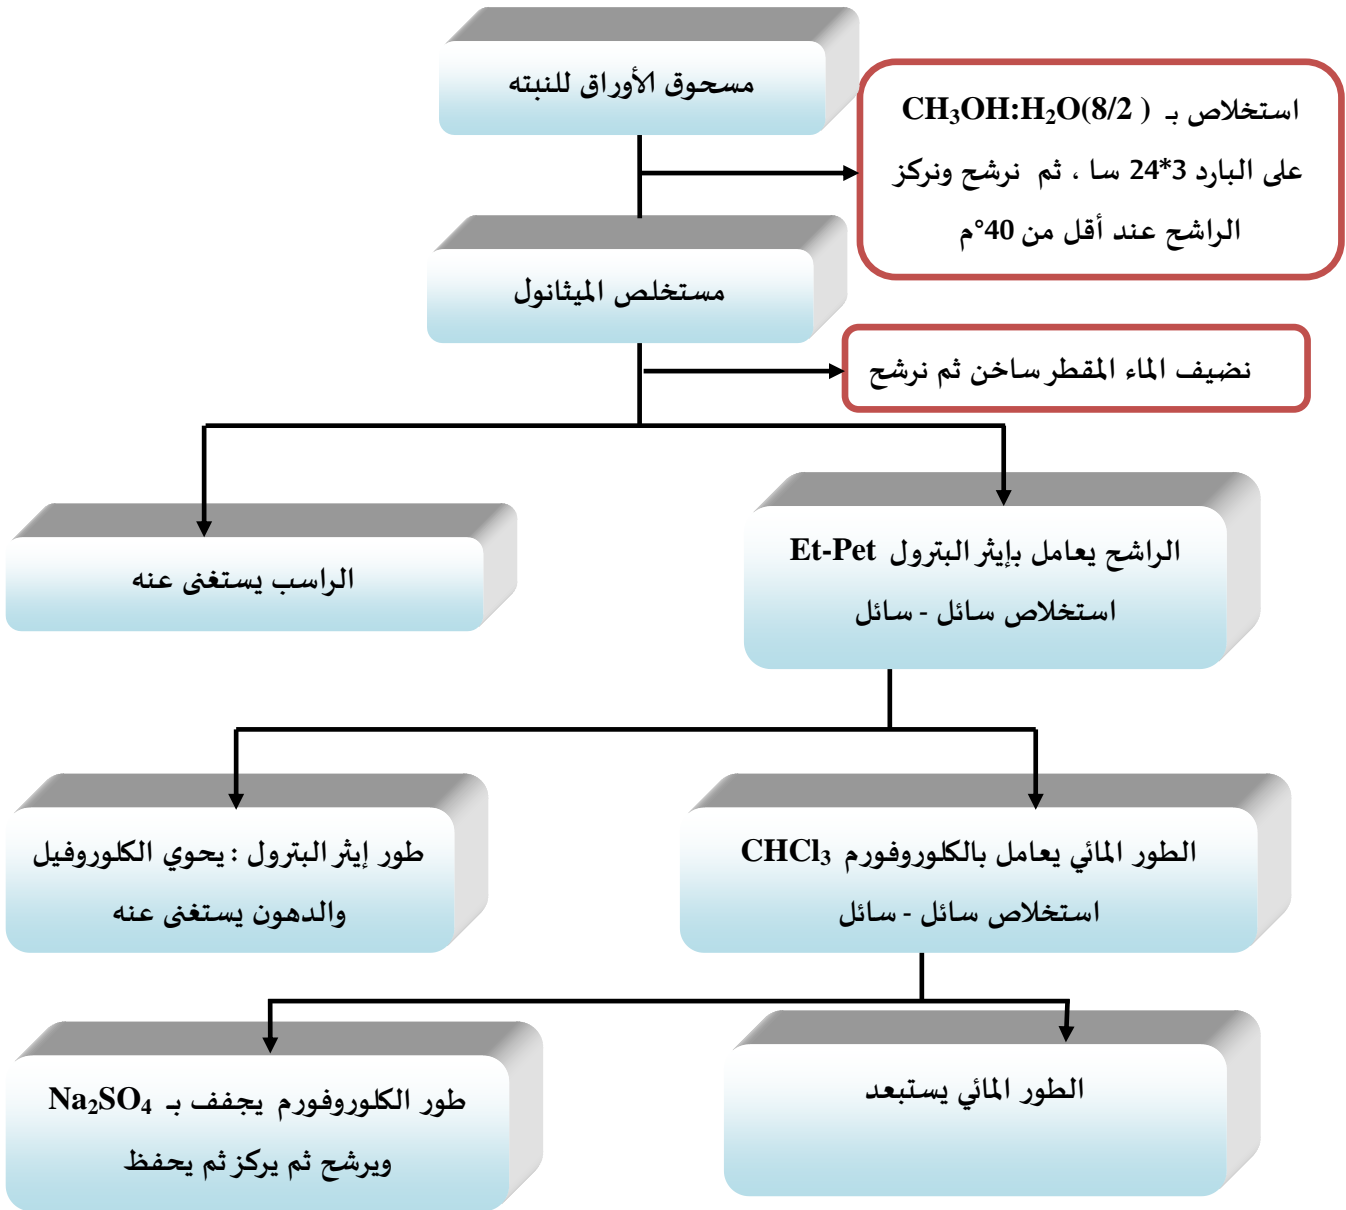 مسحوق الأوراق للنبته
استخلاص بـ CH₃OH:H₂O(8/2 )
على البارد 3*24 سا ، ثم نرشح ونركز
الراشح عند أقل من 40°م
مستخلص الميثانول
نضيف الماء المقطر ساخن ثم نرشح
الراشح يعامل بإيثر البترول Et-Pet
استخلاص سائل - سائل
الراسب يستغنى عنه
الطور المائي يعامل بالكلوروفورم CHCl₃
استخلاص سائل - سائل
طور إيثر البترول : يحوي الكلوروفيل
والدهون يستغنى عنه
الطور المائي يستبعد
طور الكلوروفورم يجفف بـ Na₂SO₄
ويرشح ثم يركز ثم يحفظ